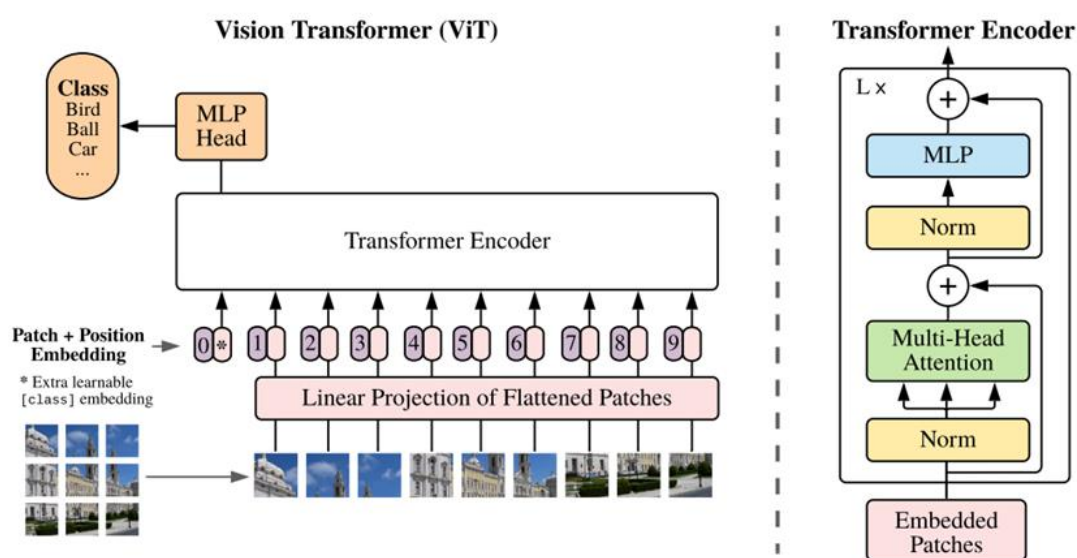 Vision Transformer (ViT)
Class
Bird
Ball
Car
...
MLP
Head
Transformer Encoder
Patch + Position
Embedding
* Extra learnable
[class] embedding
0 * 1 2 3 4 5 6 7 8 9
Linear Projection of Flattened Patches
Transformer Encoder
L x
+
MLP
Norm
+
Multi-Head
Attention
Norm
Embedded
Patches